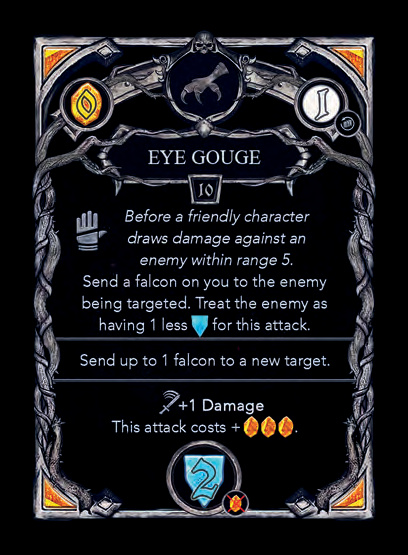 0 I
EYE GOUGE
10
Before a friendly character
draws damage against an
enemy within range 5.
Send a falcon on you to the enemy
being targeted. Treat the enemy as
having 1 less for this attack.
Send up to 1 falcon to a new target.
+1 Damage
This attack costs + .
2